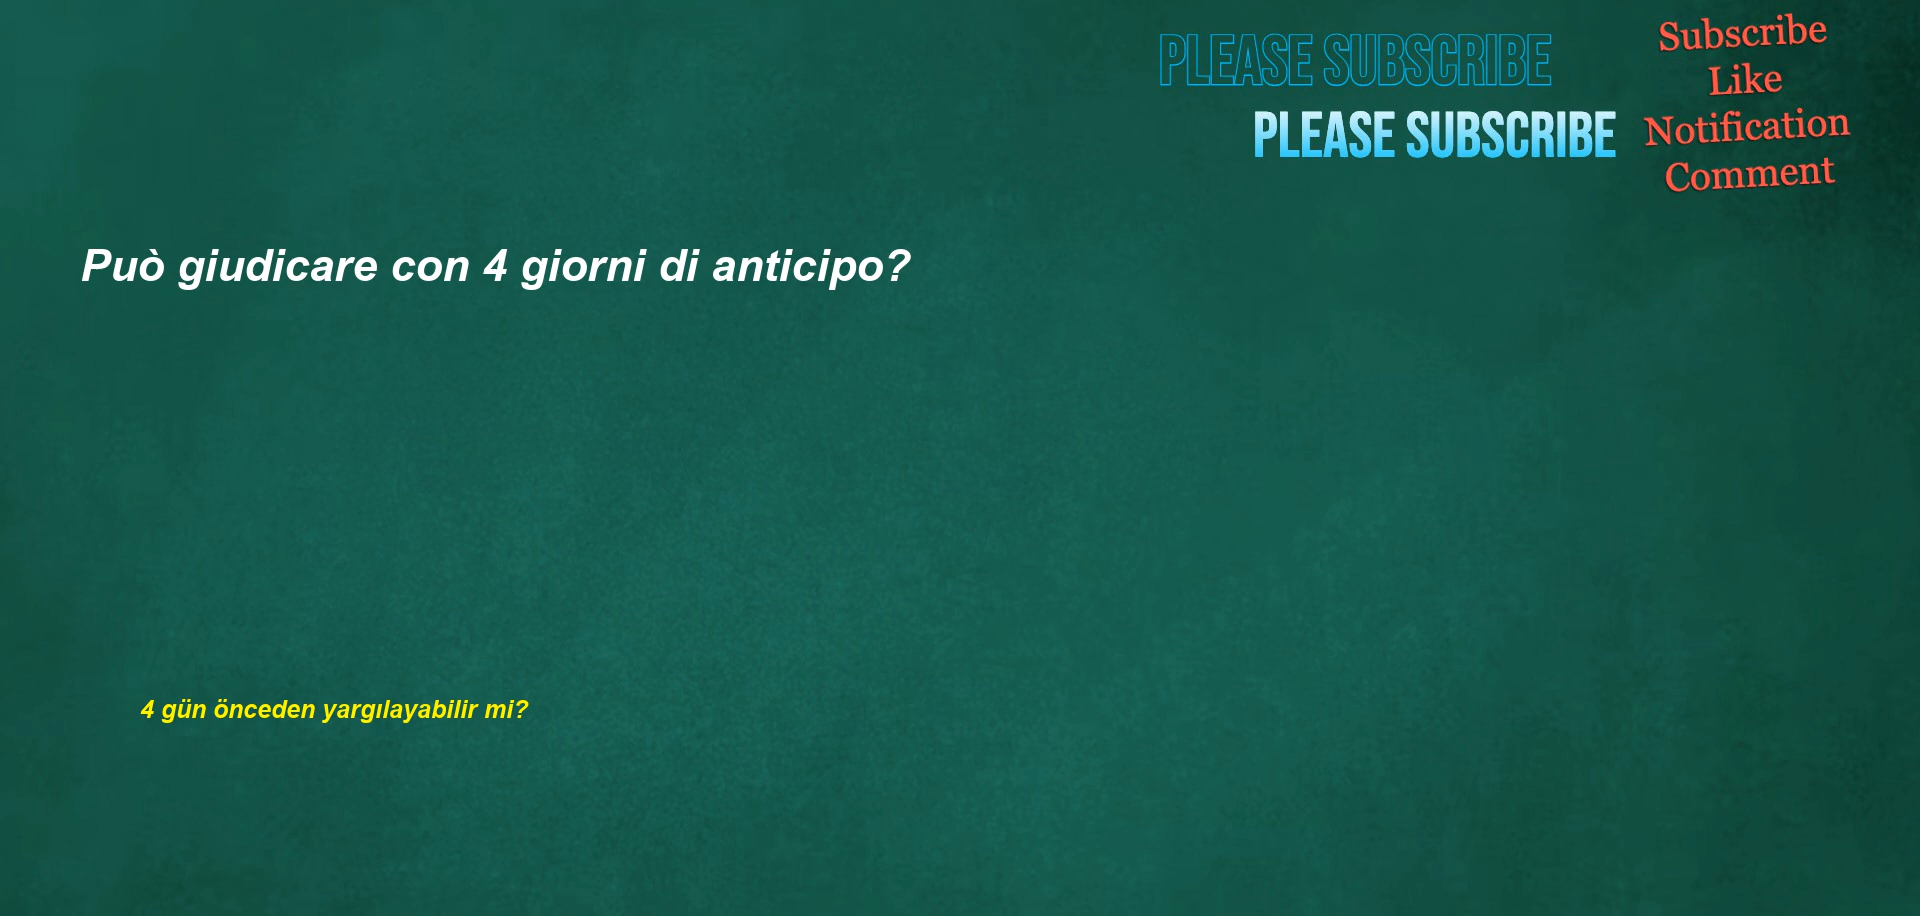 PLEASE SUBSCRIBE
PLEASE SUBSCRIBE
Subscribe
Like
Notification
Comment
Può giudicare con 4 giorni di anticipo?
4 gün önceden yargılayabilir mi?